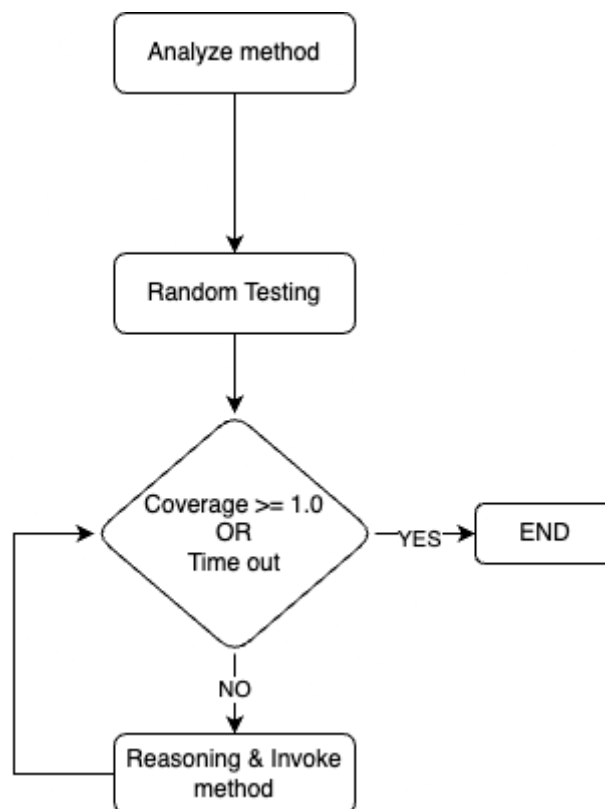 Analyze method
Random Testing
Coverage >= 1.0
OR
Time out
YES
END
NO
Reasoning & Invoke
method